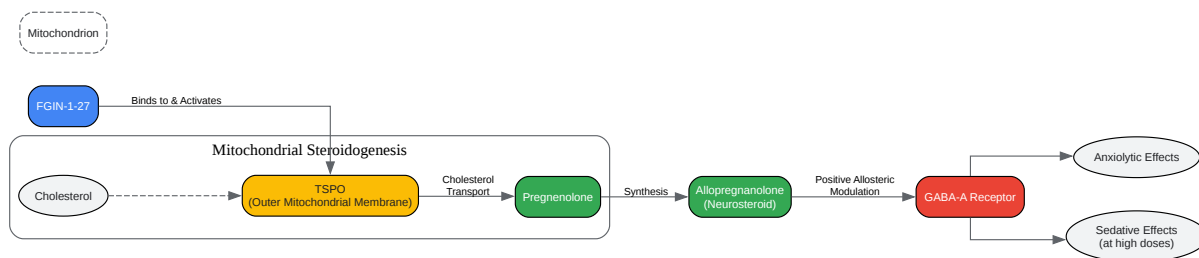 Mitochondrion
FGIN-1-27
Binds to & Activates
Mitochondrial Steroidogenesis
Cholesterol
TSPO
(Outer Mitochondrial Membrane)
Cholesterol
Transport
Pregnenolone
Synthesis
Allopregnanolone
(Neurosteroid)
Positive Allosteric
Modulation
GABA-A Receptor
Anxiolytic Effects
Sedative Effects
(at high doses)